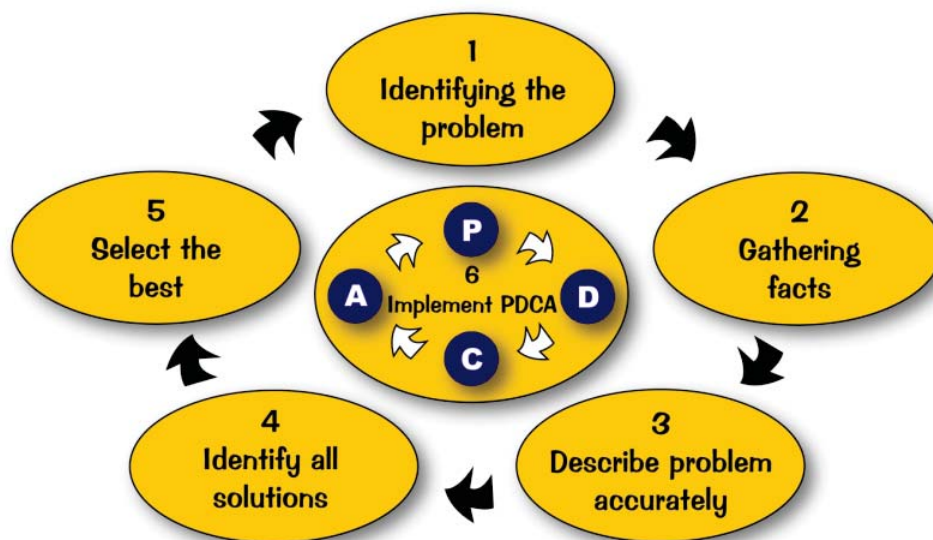 1
Identifying the
problem
2
Gathering
facts
3
Describe problem
accurately
4
Identify all
solutions
5
Select the
best
P
6
A
Implement PDCA
D
C